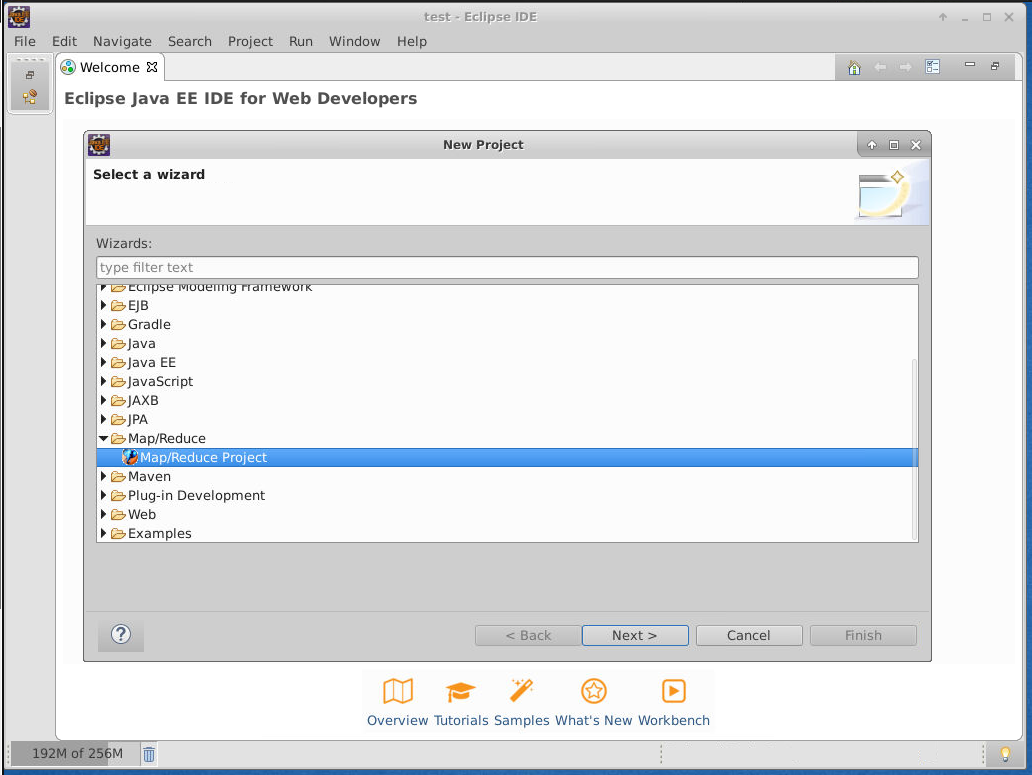 test - Eclipse IDE
File Edit Navigate Search Project Run Window Help
Welcome
Eclipse Java EE IDE for Web Developers
New Project
Select a wizard
Wizards:
type filter text
Eclipse Modeling Framework
EJB
Gradle
Java
Java EE
JavaScript
JAXB
JPA
Map/Reduce
Map/Reduce Project
Maven
Plug-in Development
Web
Examples
? < Back Next > Cancel Finish
Overview Tutorials Samples What's New Workbench
192M of 256M